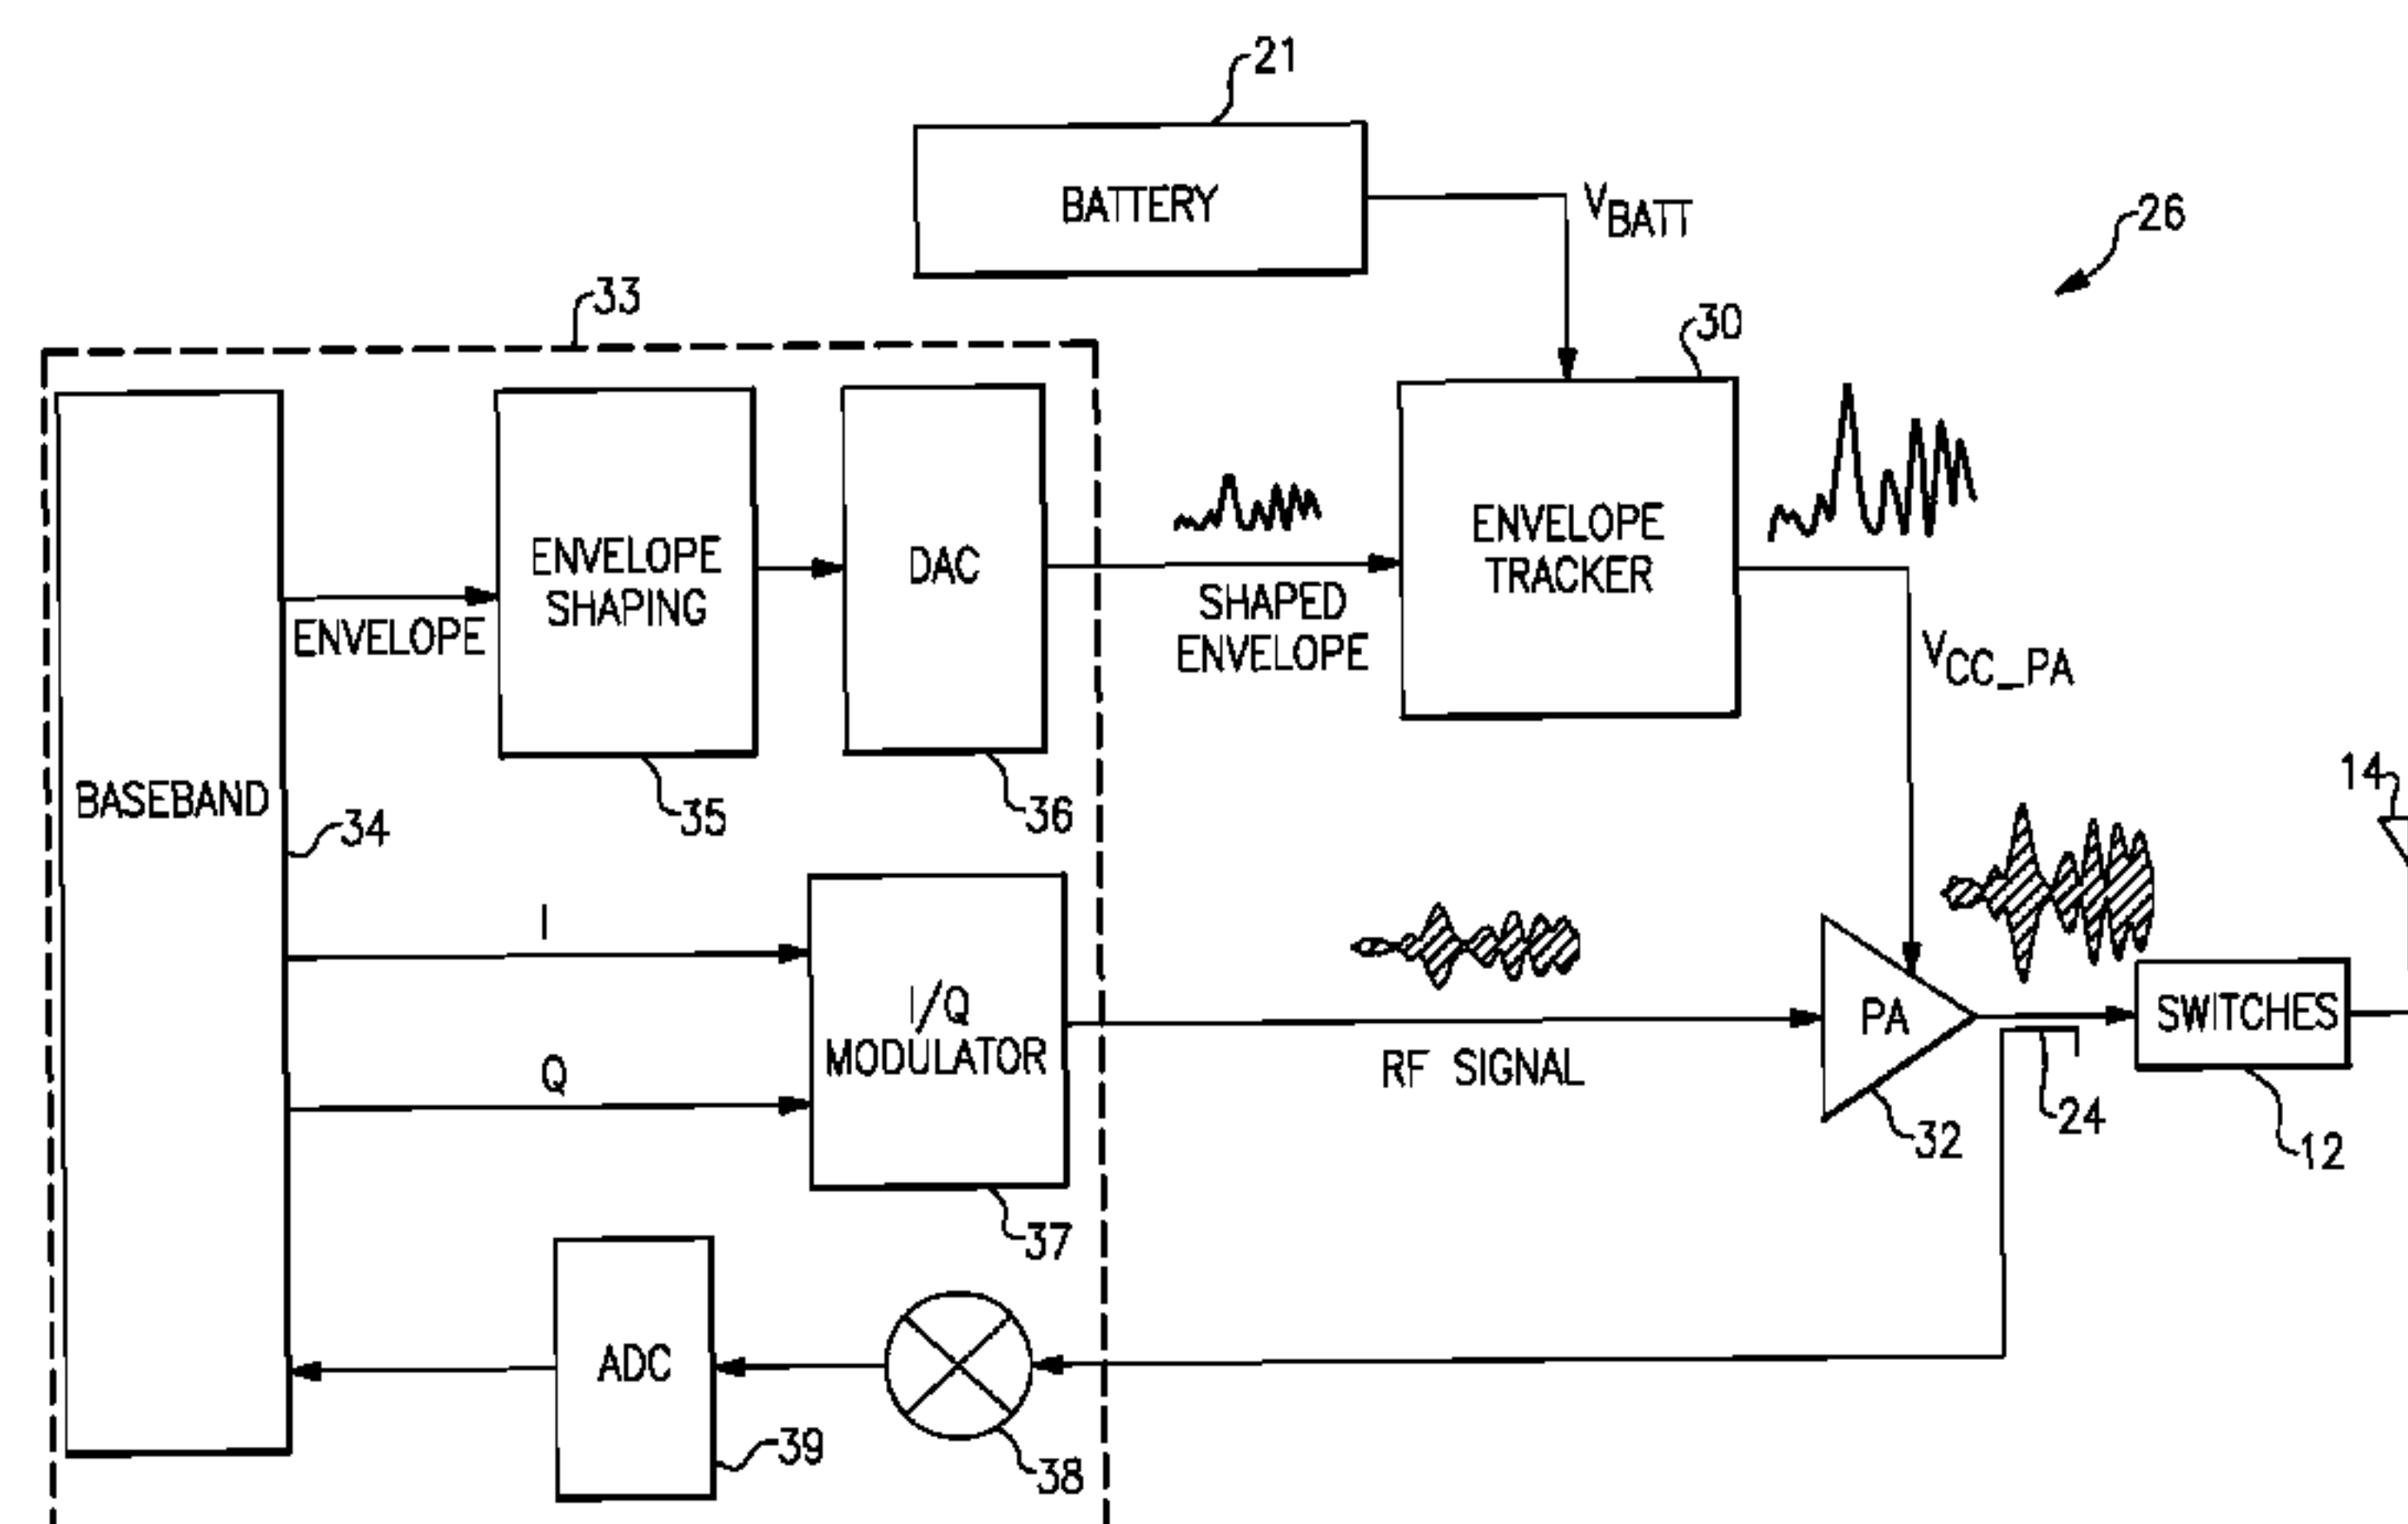 21
BATTERY
VBATT
26
33
30
ENVELOPE
SHAPING
DAC
ENVELOPE
TRACKER
ENVELOPE
SHAPED
ENVELOPE
VCC_PA
BASEBAND
34
35
36
14
I
I/Q
MODULATOR
PA
SWITCHES
Q
RF SIGNAL
32
24
12
37
ADC
39
38